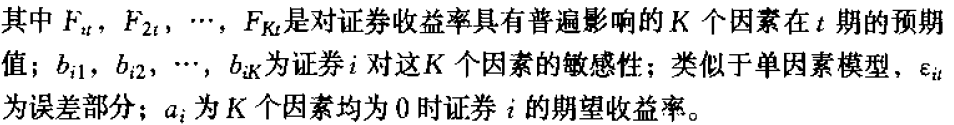 其中 F_{it}，F_{2t}，…，F_{Kt}是对证券收益率具有普遍影响的 K 个因素在 t 期的预期
值；b_{i1}，b_{i2}，…，b_{iK}为证券 i 对这K 个因素的敏感性；类似于单因素模型，ε_{it}
为误差部分；a_i 为 K 个因素均为 0 时证券 i 的期望收益率。